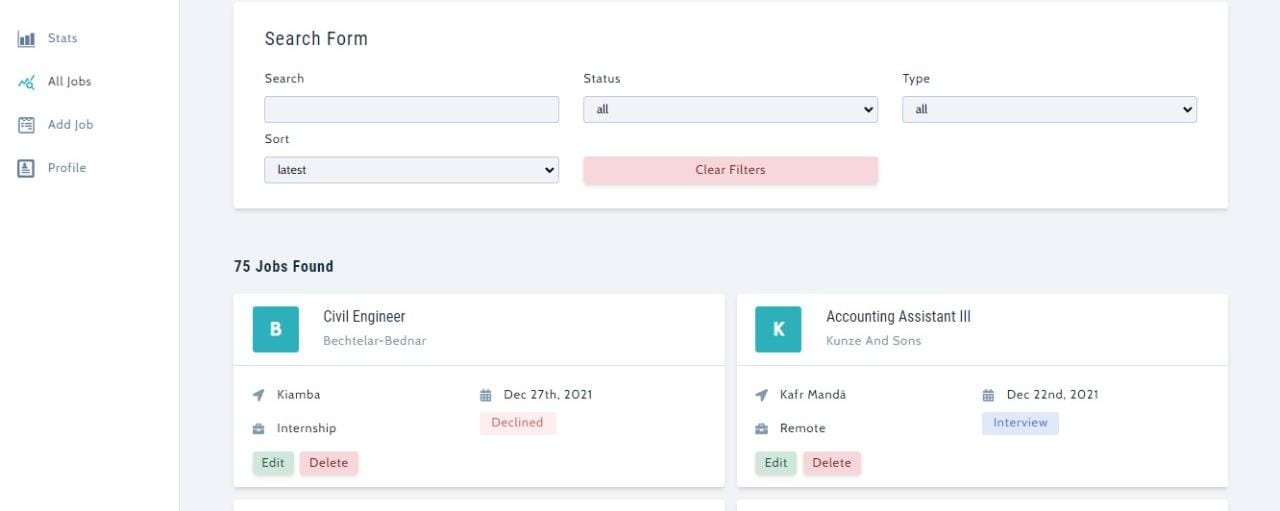 Stats
All Jobs
Add Job
Profile
Search Form
Search
Status
Type
all
all
Sort
latest
Clear Filters
75 Jobs Found
B
Civil Engineer
Bechtelar-Bednar
Kiamba
Dec 27th, 2021
Internship
Declined
Edit
Delete
K
Accounting Assistant III
Kunze And Sons
Kafr Mandā
Dec 22nd, 2021
Remote
Interview
Edit
Delete